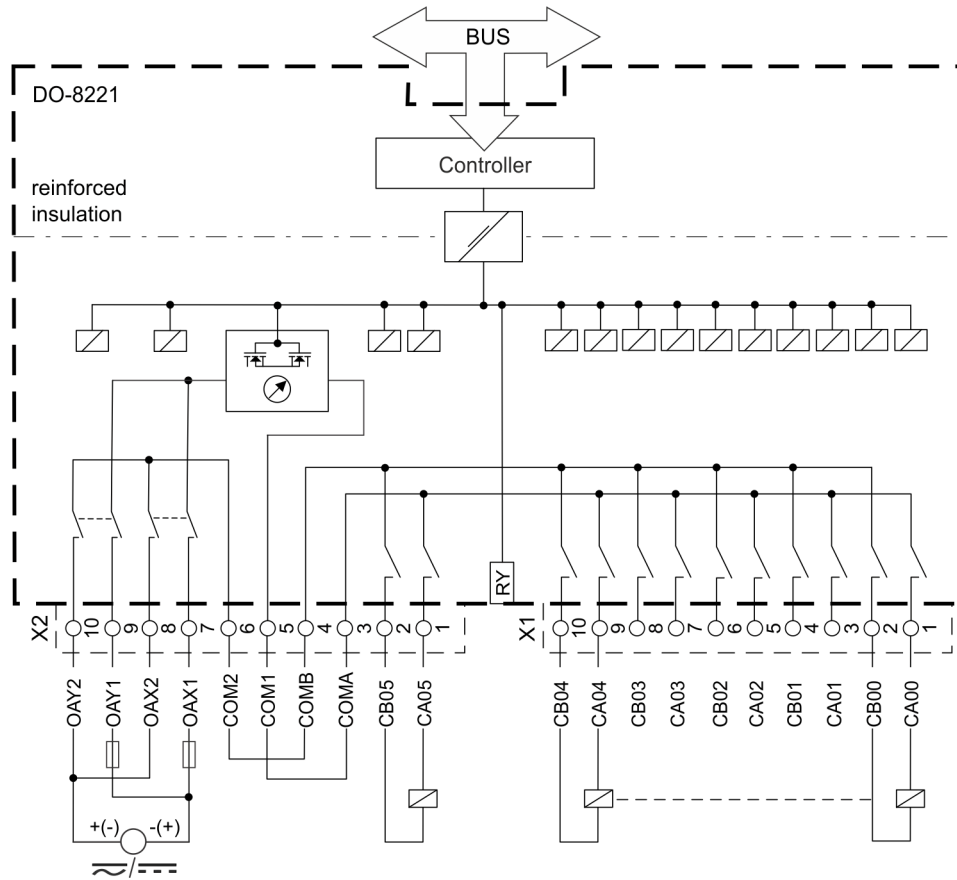 BUS
DO-8221
Controller
reinforced
insulation
RY
X2
10
9
8
7
6
5
4
3
2
1
X1
10
9
8
7
6
5
4
3
2
1
OAY2
OAY1
OAX2
OAX1
COM2
COM1
COMB
COMA
CB05
CA05
CB04
CA04
CB03
CA03
CB02
CA02
CB01
CA01
CB00
CA00
+(-)
-(+)